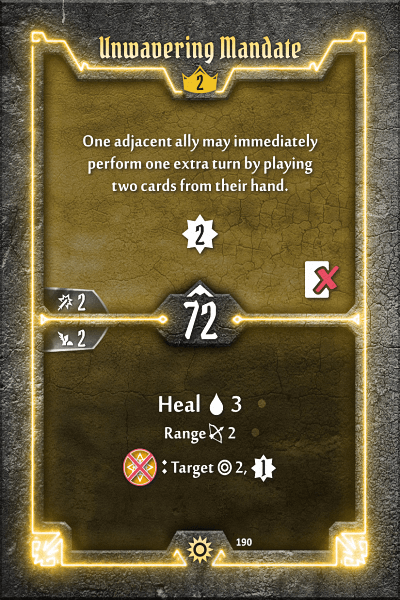 Unwavering Mandate
2
One adjacent ally may immediately
perform one extra turn by playing
two cards from their hand.
2
2
72
2
Heal 3
Range 2
: Target 2, 1
190